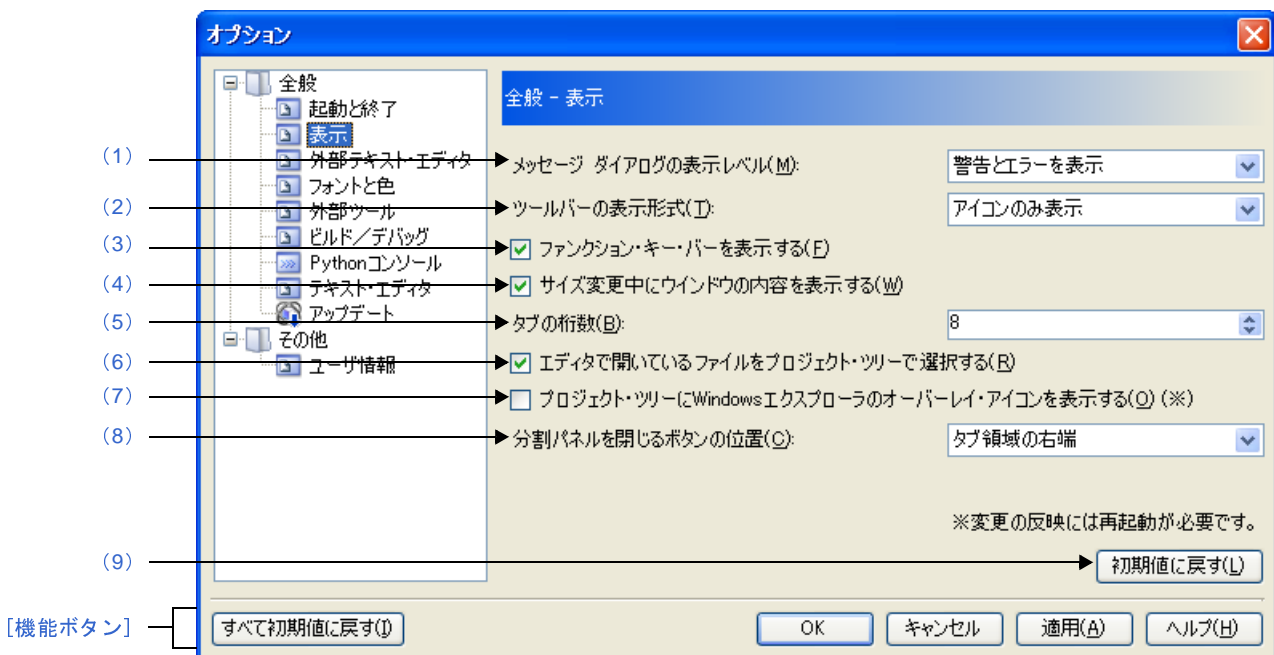 オプション
全般
起動と終了
表示
外部テキスト・エディタ
フォントと色
外部ツール
ビルド／デバッグ
Pythonコンソール
テキスト・エディタ
アップデート
その他
ユーザ情報
全般 - 表示
(1)
メッセージ ダイアログの表示レベル(M):
警告とエラーを表示
(2)
ツールバーの表示形式(T):
アイコンのみ表示
(3)
ファンクション・キー・バーを表示する(F)
(4)
サイズ変更中にウインドウの内容を表示する(W)
(5)
タブの桁数(B):
8
(6)
エディタで開いているファイルをプロジェクト・ツリーで選択する(R)
(7)
プロジェクト・ツリーにWindowsエクスプローラのオーバーレイ・アイコンを表示する(O) (※)
(8)
分割パネルを閉じるボタンの位置(C):
タブ領域の右端
※変更の反映には再起動が必要です。
(9)
初期値に戻す(L)
[機能ボタン]
すべて初期値に戻す(I)
OK
キャンセル
適用(A)
ヘルプ(H)